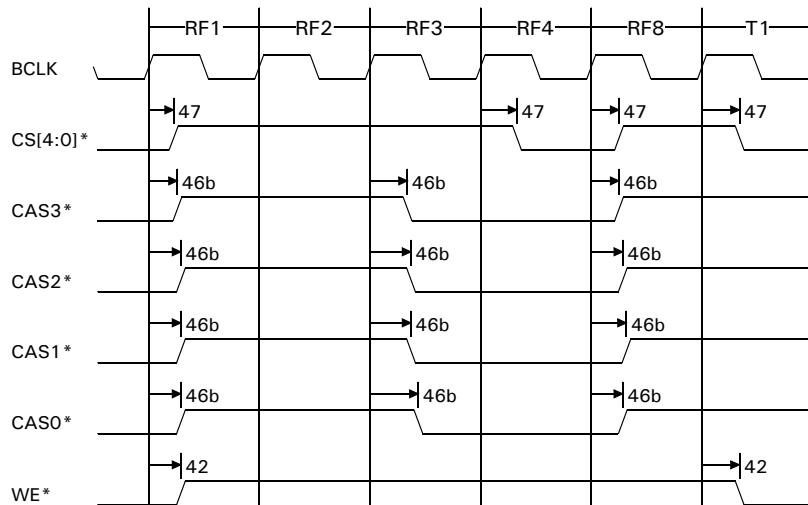 RF1 RF2 RF3 RF4 RF8 T1
BCLK
47 47 47 47
CS[4:0]*
46b 46b 46b
CAS3*
46b 46b 46b
CAS2*
46b 46b 46b
CAS1*
46b 46b 46b
CAS0*
42 42
WE*